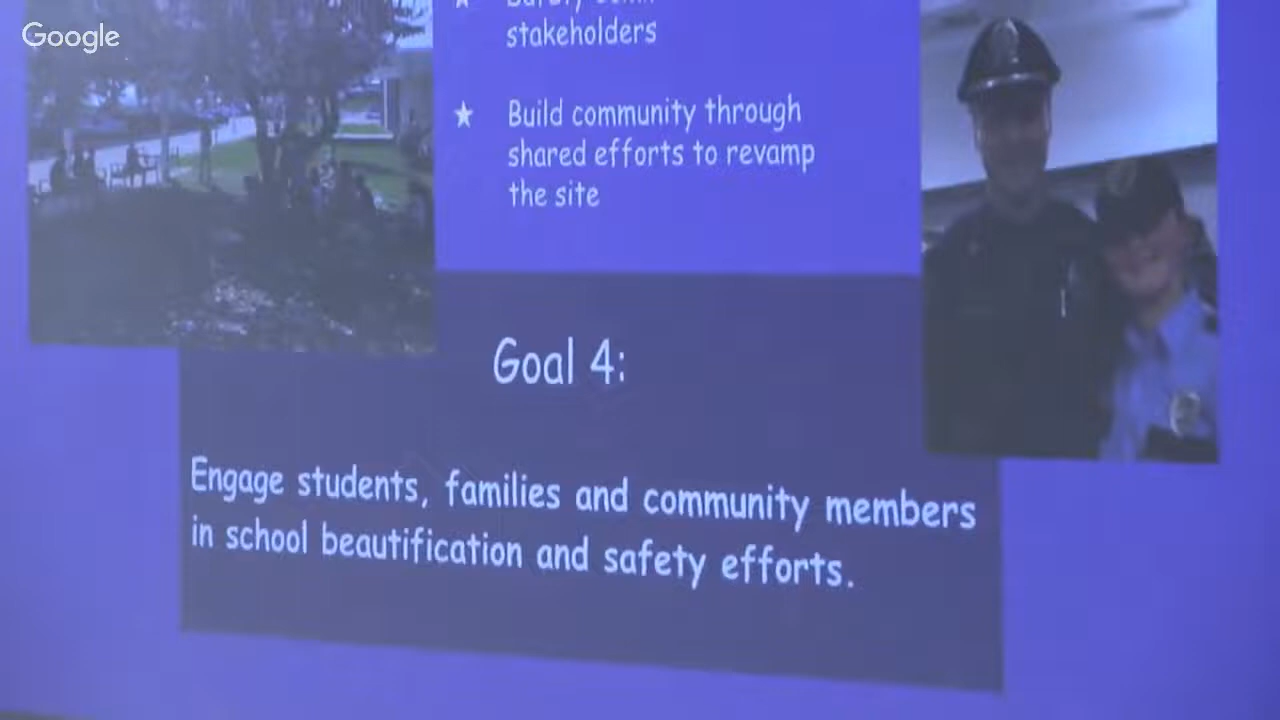 Google
stakeholders
★ Build community through
shared efforts to revamp
the site
Goal 4:
Engage students, families and community members
in school beautification and safety efforts.